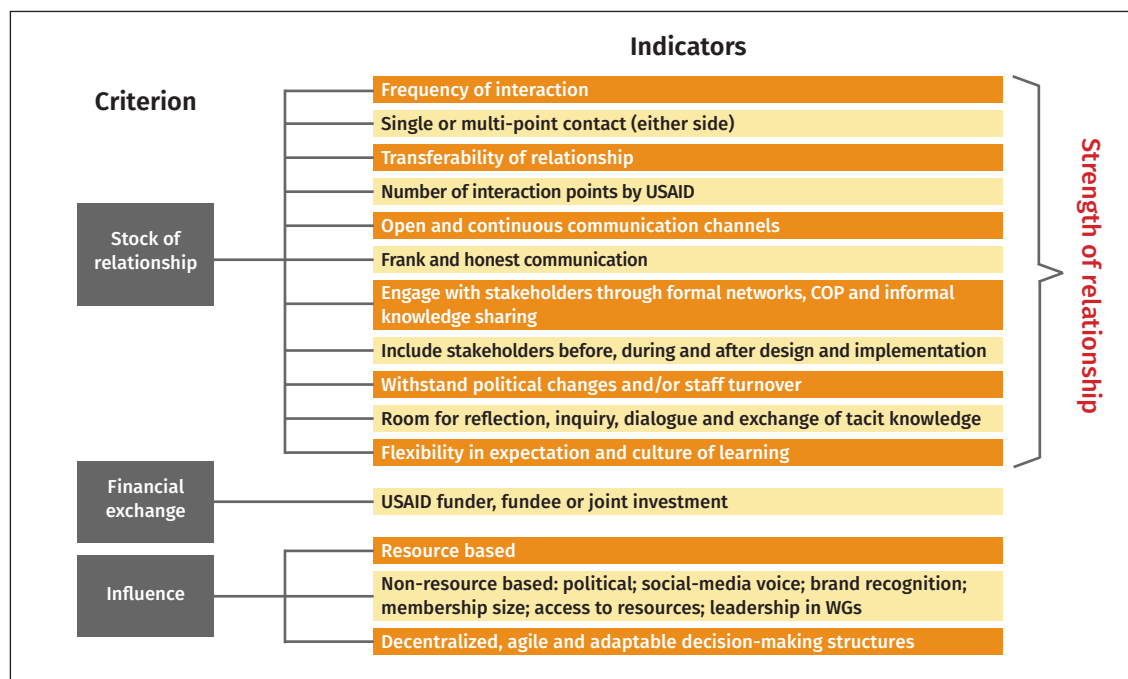 Indicators
Criterion
Stock of
relationship
Frequency of interaction
Single or multi-point contact (either side)
Transferability of relationship
Number of interaction points by USAID
Open and continuous communication channels
Frank and honest communication
Engage with stakeholders through formal networks, COP and informal
knowledge sharing
Include stakeholders before, during and after design and implementation
Withstand political changes and/or staff turnover
Room for reflection, inquiry, dialogue and exchange of tacit knowledge
Flexibility in expectation and culture of learning
Strength of relationship
Financial
exchange
USAID funder, fundee or joint investment
Influence
Resource based
Non-resource based: political; social-media voice; brand recognition;
membership size; access to resources; leadership in WGs
Decentralized, agile and adaptable decision-making structures